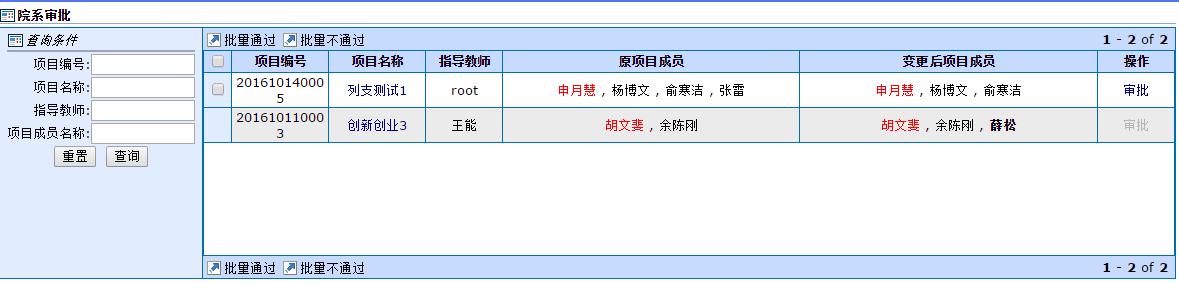 院系审批
查询条件
项目编号:
项目名称:
指导教师:
项目成员名称:
重置 查询
批量通过 批量不通过 1 - 2 of 2
项目编号 项目名称 指导教师 原项目成员 变更后项目成员 操作
20161014000
5 列支测试1 root 申月慧 , 杨博文 , 俞寒洁 , 张雷 申月慧 , 杨博文 , 俞寒洁 审批
20161011000
3 创新创业3 王能 胡文斐 , 余陈刚 胡文斐 , 余陈刚 , 薛松 审批
批量通过 批量不通过 1 - 2 of 2